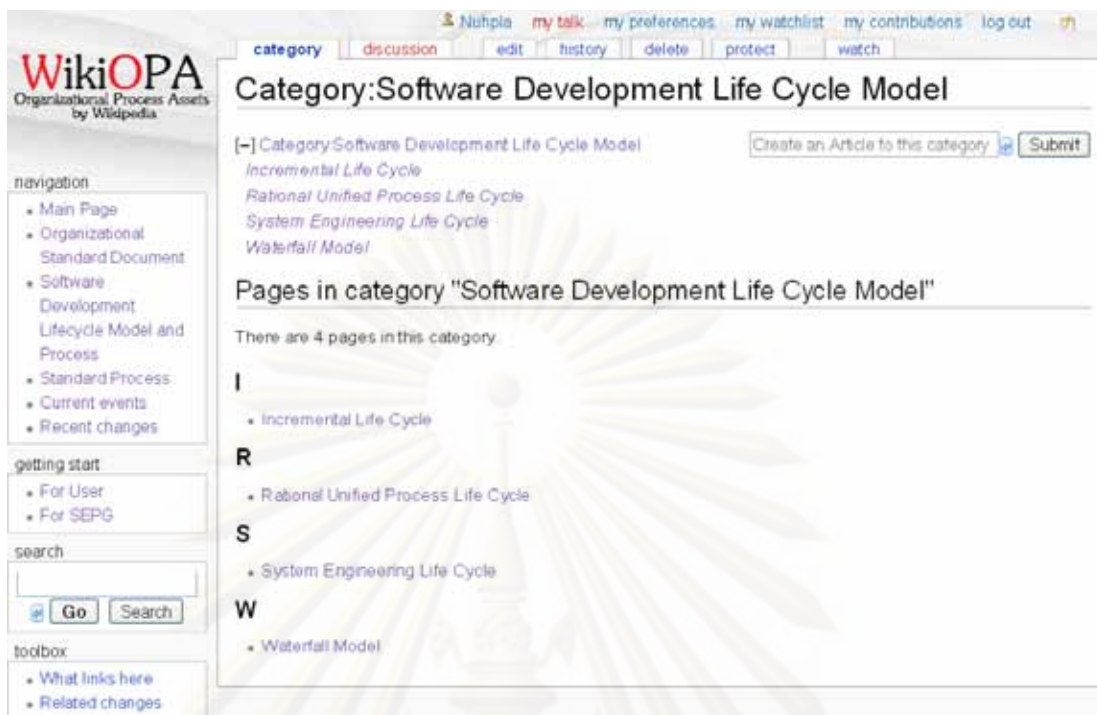 Nuhpla my talk my preferences my watchlist my contributions log out
category discussion edit history delete protect watch
WikiOPA
Organizational Process Assets
by Wikipedia
Category:Software Development Life Cycle Model
[–] Category:Software Development Life Cycle Model
Create an Article to this category Submit
Incremental Life Cycle
Rational Unified Process Life Cycle
System Engineering Life Cycle
Waterfall Model
navigation
Main Page
Organizational
Standard Document
Software
Development
Lifecycle Model and
Process
Standard Process
Current events
Recent changes
getting start
For User
For SEPG
search
Go Search
toolbox
What links here
Related changes
Pages in category "Software Development Life Cycle Model"
There are 4 pages in this category.
I
Incremental Life Cycle
R
Rational Unified Process Life Cycle
S
System Engineering Life Cycle
W
Waterfall Model